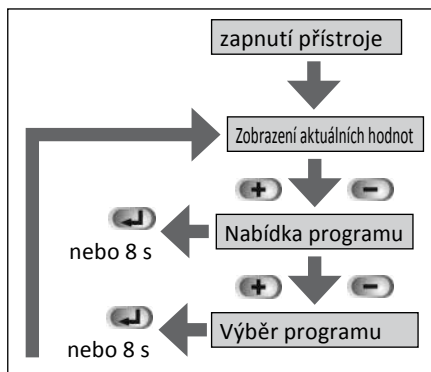 zapnutí přístroje
Zobrazení aktuálních hodnot
+ −
Nabídka programu
nebo 8 s
+ −
Výběr programu
nebo 8 s